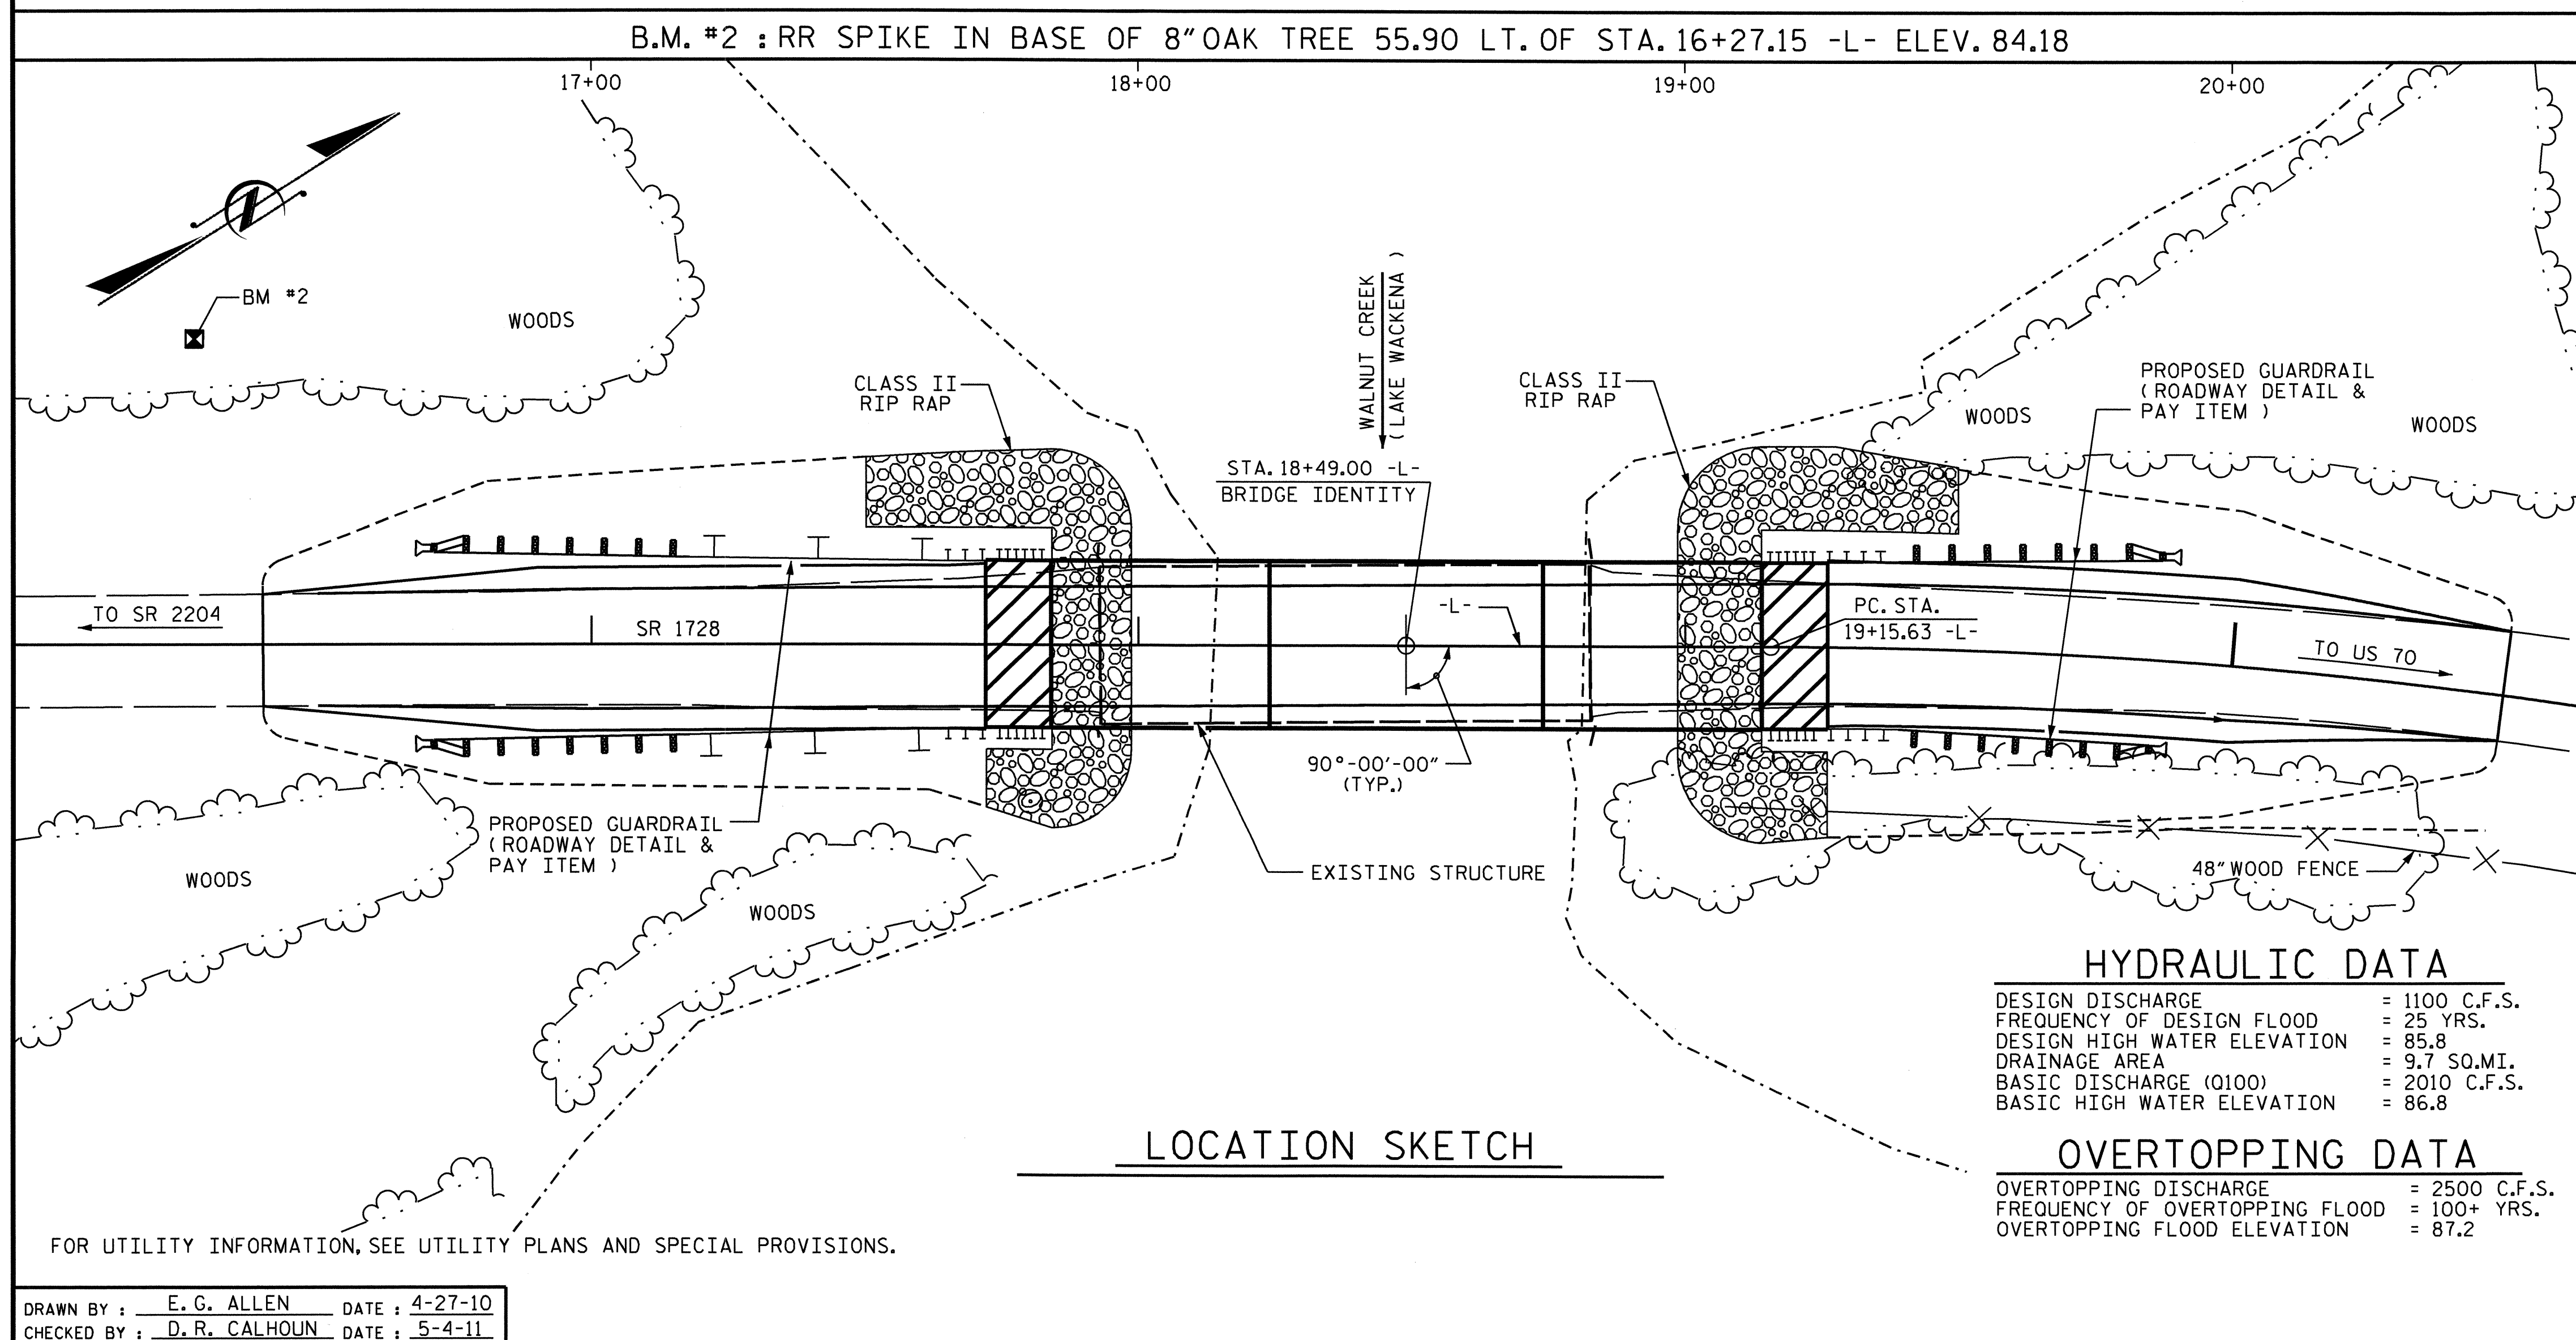 B.M. #2 : RR SPIKE IN BASE OF 8" OAK TREE 55.90 LT. OF STA. 16+27.15 -L- ELEV. 84.18
17+00
18+00
19+00
20+00
BM #2
WOODS
CLASS II
RIP RAP
WALNUT CREEK
(LAKE WACKENA )
CLASS II
RIP RAP
PROPOSED GUARDRAIL
(ROADWAY DETAIL &
PAY ITEM )
WOODS
WOODS
STA. 18+49.00 -L-
BRIDGE IDENTITY
TO SR 2204
SR 1728
-L-
PC. STA.
19+15.63 -L-
TO US 70
90°-00'-00"
(TYP.)
PROPOSED GUARDRAIL
(ROADWAY DETAIL &
PAY ITEM )
EXISTING STRUCTURE
48" WOOD FENCE
WOODS
WOODS
HYDRAULIC DATA
DESIGN DISCHARGE = 1100 C.F.S.
FREQUENCY OF DESIGN FLOOD = 25 YRS.
DESIGN HIGH WATER ELEVATION = 85.8
DRAINAGE AREA = 9.7 SQ.MI.
BASIC DISCHARGE (Q100) = 2010 C.F.S.
BASIC HIGH WATER ELEVATION = 86.8
LOCATION SKETCH
OVERTOPPING DATA
OVERTOPPING DISCHARGE = 2500 C.F.S.
FREQUENCY OF OVERTOPPING FLOOD = 100+ YRS.
OVERTOPPING FLOOD ELEVATION = 87.2
FOR UTILITY INFORMATION, SEE UTILITY PLANS AND SPECIAL PROVISIONS.
DRAWN BY : E. G. ALLEN DATE : 4-27-10
CHECKED BY : D. R. CALHOUN DATE : 5-4-11